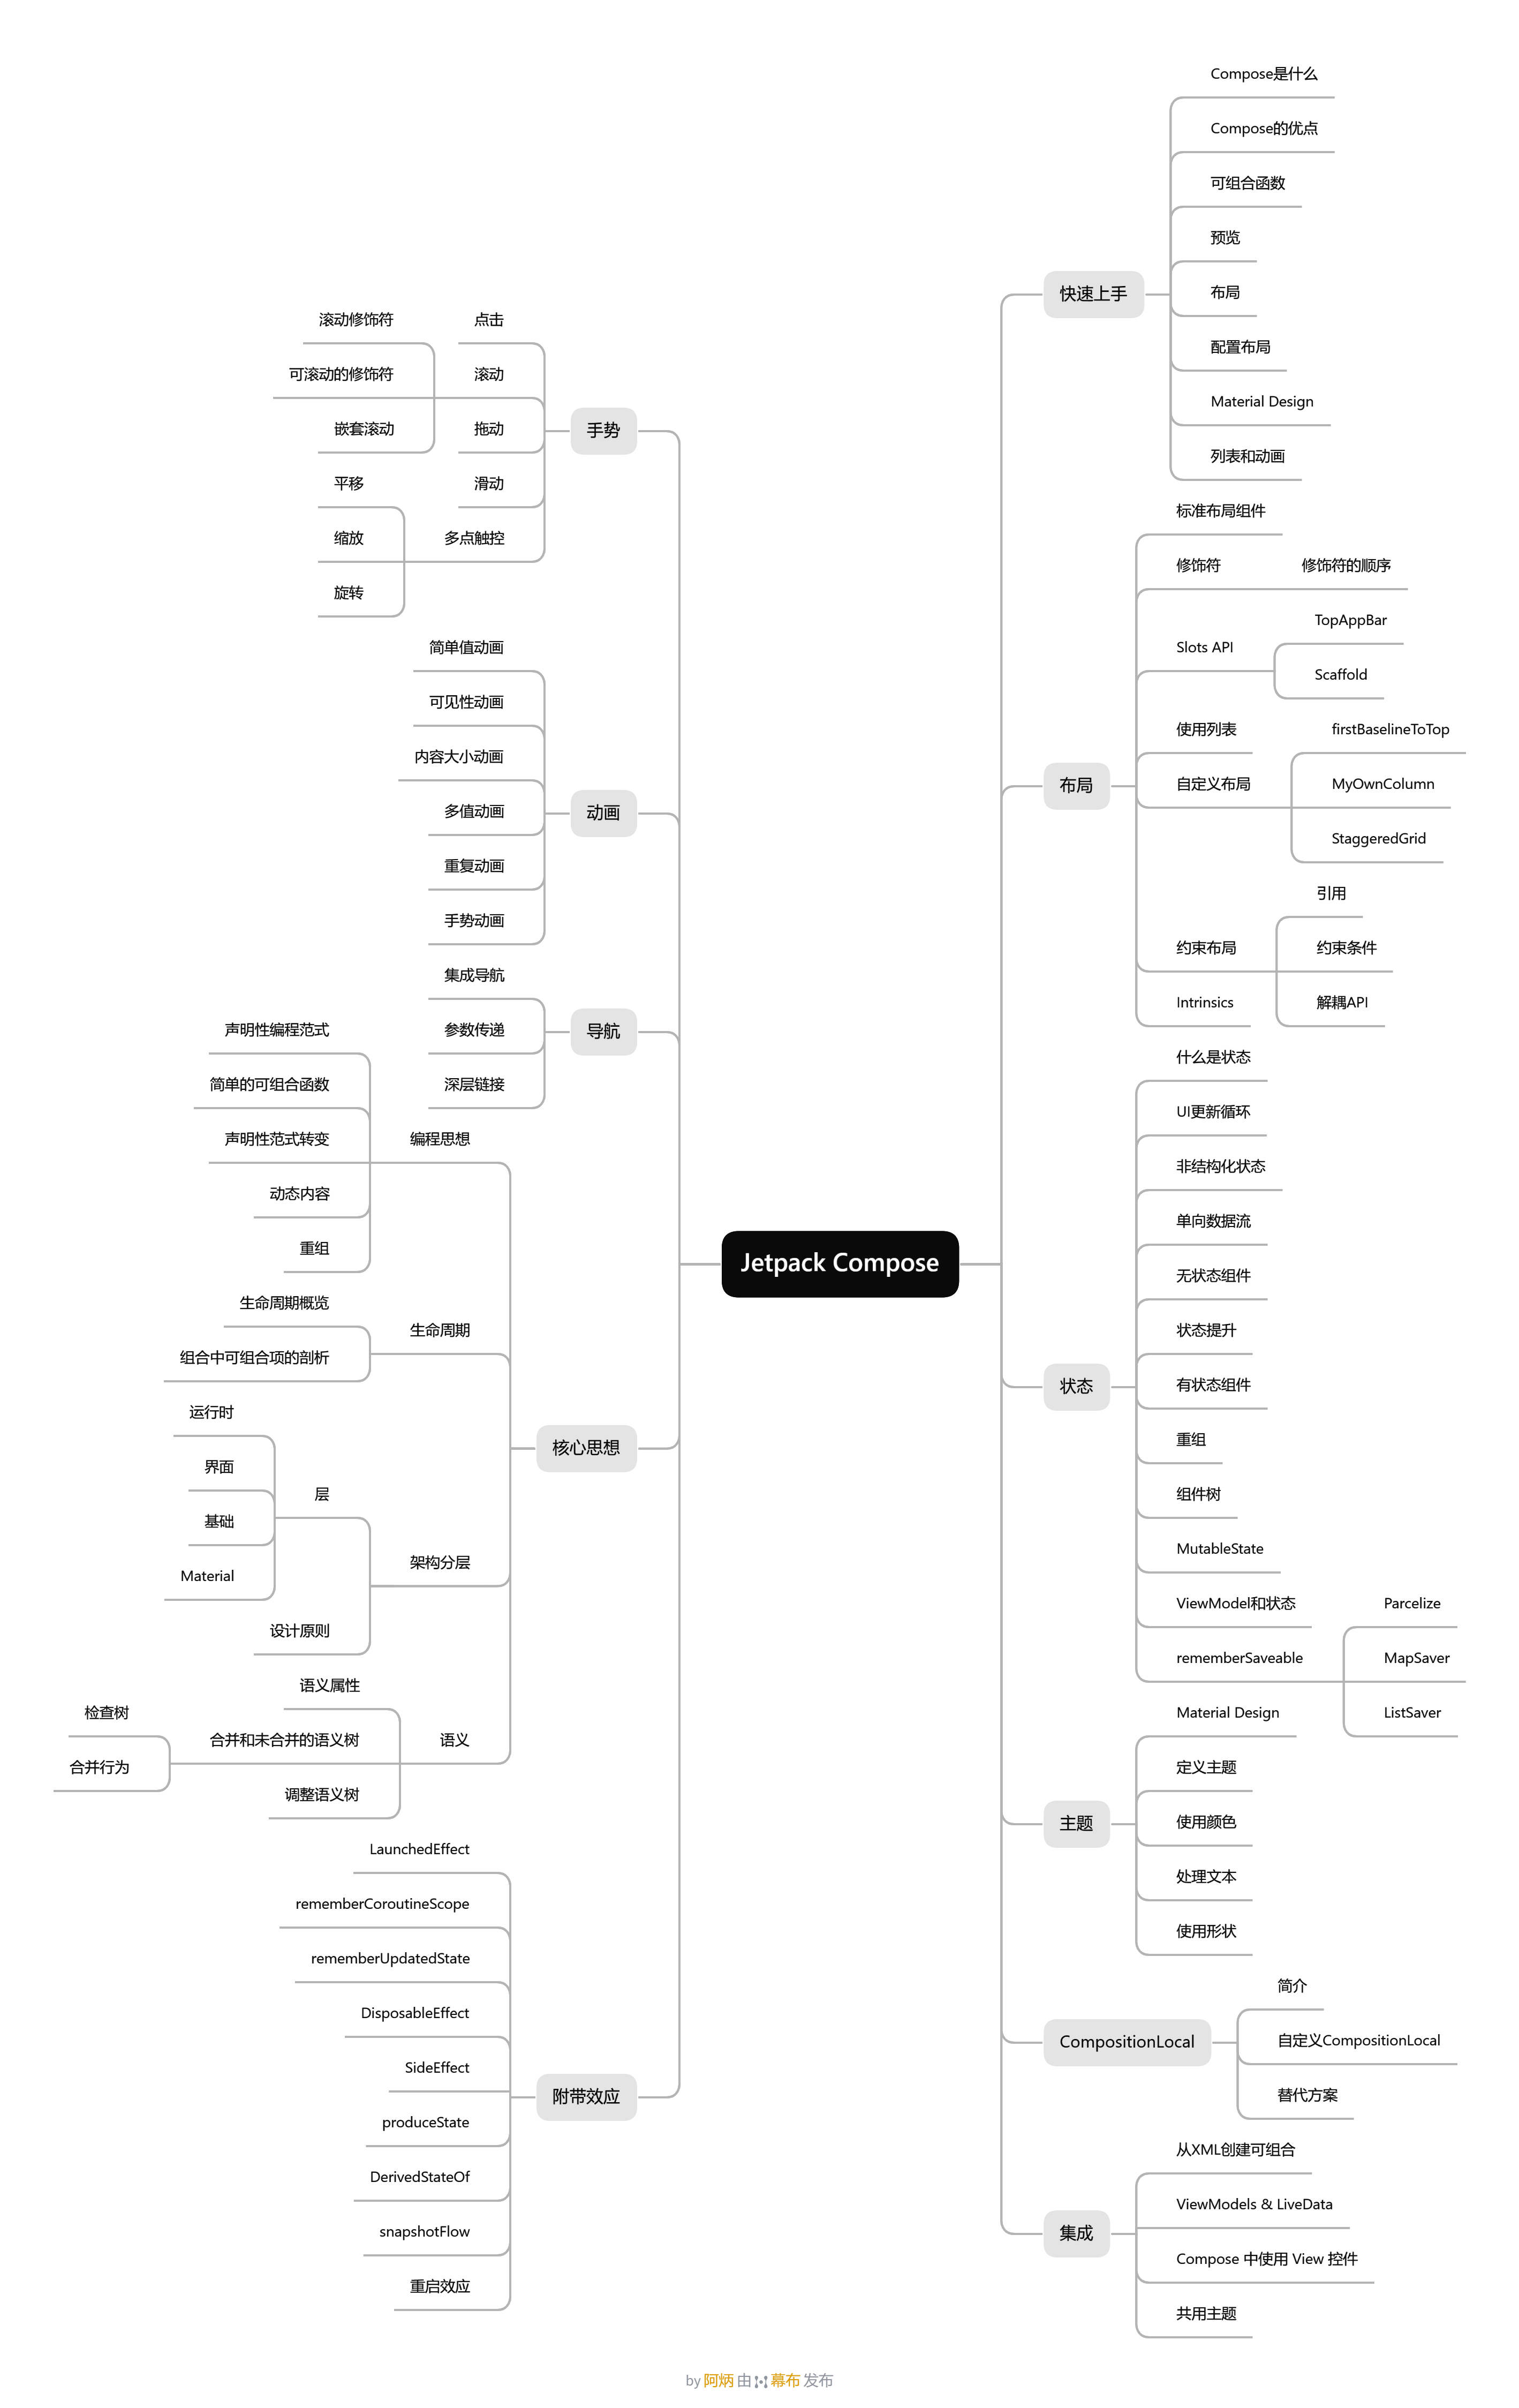 Jetpack Compose
快速上手
Compose是什么
Compose的优点
可组合函数
预览
布局
配置布局
Material Design
列表和动画
布局
标准布局组件
修饰符
修饰符的顺序
Slots API
TopAppBar
Scaffold
使用列表
自定义布局
firstBaselineToTop
MyOwnColumn
StaggeredGrid
约束布局
引用
约束条件
解耦API
Intrinsics
状态
什么是状态
UI更新循环
非结构化状态
单向数据流
无状态组件
状态提升
有状态组件
重组
组件树
MutableState
ViewModel和状态
rememberSaveable
Parcelize
MapSaver
ListSaver
主题
Material Design
定义主题
使用颜色
处理文本
使用形状
CompositionLocal
简介
自定义CompositionLocal
替代方案
集成
从XML创建可组合
ViewModels & LiveData
Compose 中使用 View 控件
共用主题
手势
点击
滚动
滚动修饰符
可滚动的修饰符
嵌套滚动
拖动
滑动
多点触控
平移
缩放
旋转
动画
简单值动画
可见性动画
内容大小动画
多值动画
重复动画
手势动画
导航
集成导航
参数传递
深层链接
核心思想
编程思想
声明性编程范式
简单的可组合函数
声明性范式转变
动态内容
重组
生命周期
生命周期概览
组合中可组合项的剖析
架构分层
层
运行时
界面
基础
Material
设计原则
语义
语义属性
合并和未合并的语义树
检查树
合并行为
调整语义树
附带效应
LaunchedEffect
rememberCoroutineScope
rememberUpdatedState
DisposableEffect
SideEffect
produceState
DerivedStateOf
snapshotFlow
重启效应
by 阿炳 由 幕布 发布